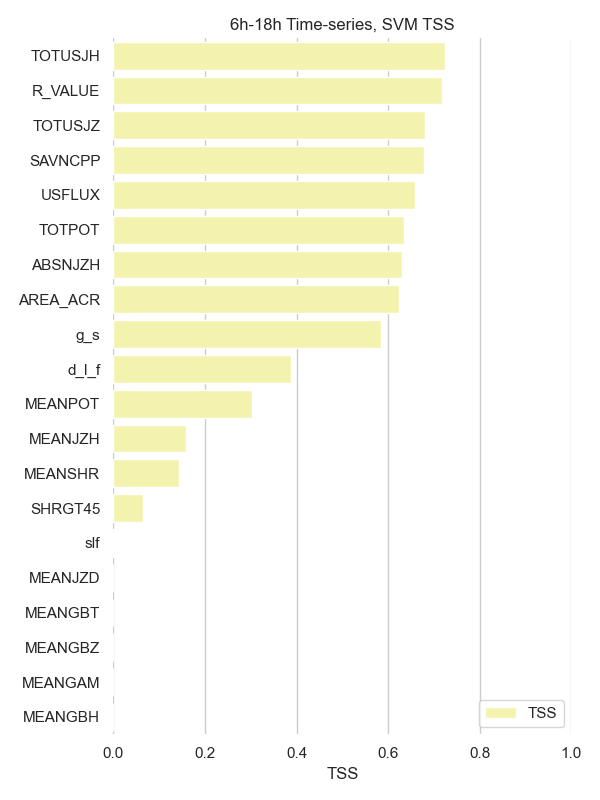 6h-18h Time-series, SVM TSS
TOTUSJH
R_VALUE
TOTUSJZ
SAVNCPP
USFLUX
TOTPOT
ABSNJZH
AREA_ACR
g_s
d_l_f
MEANPOT
MEANJZH
MEANSHR
SHRGT45
slf
MEANJZD
MEANGBT
MEANGBZ
MEANGAM
MEANGBH
TSS
0.0 0.2 0.4 0.6 0.8 1.0
TSS